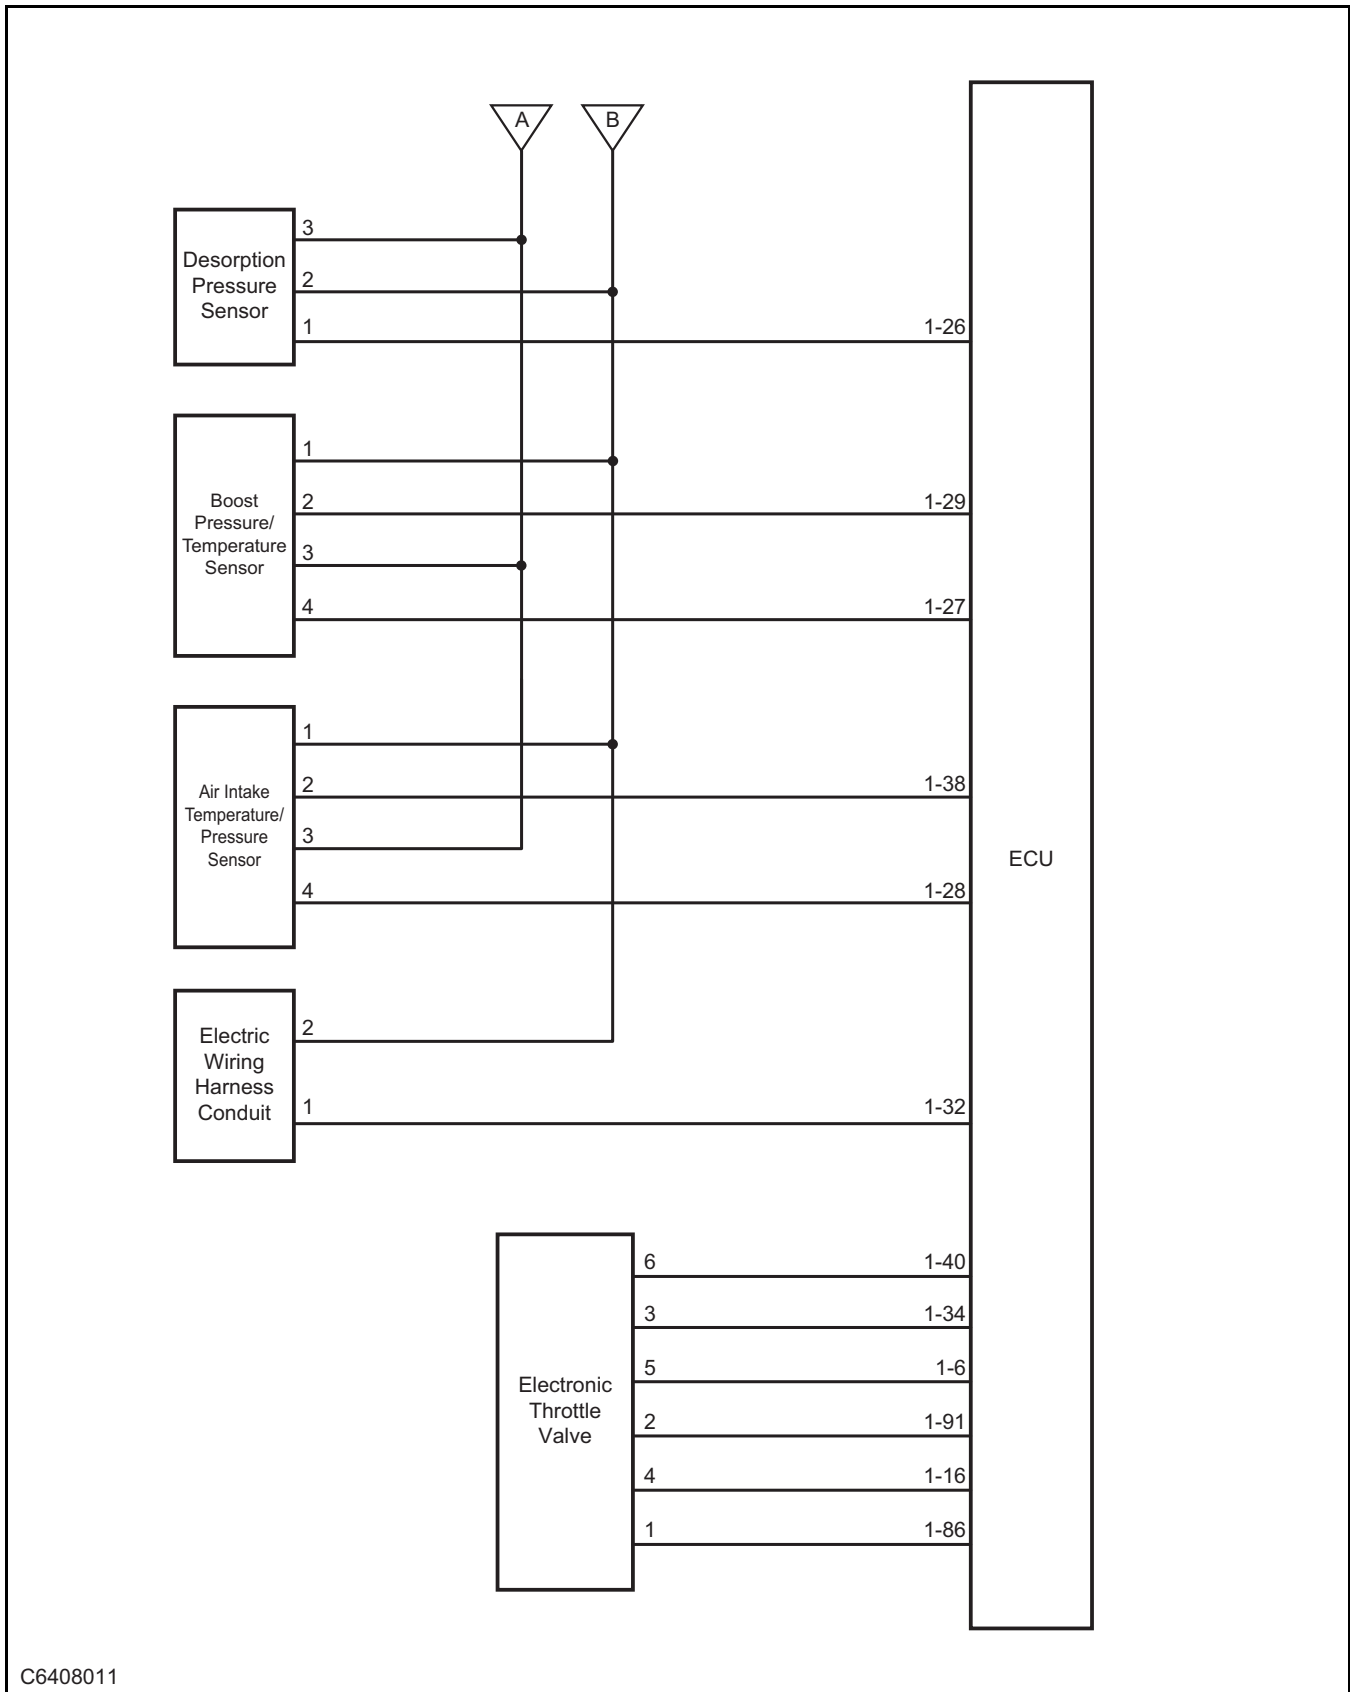 A
B
Desorption
Pressure
Sensor
3
2
1
1-26
Boost
Pressure/
Temperature
Sensor
1
2
3
4
1-29
1-27
Air Intake
Temperature/
Pressure
Sensor
1
2
3
4
1-38
1-28
ECU
Electric
Wiring
Harness
Conduit
2
1
1-32
Electronic
Throttle
Valve
6
1-40
3
1-34
5
1-6
2
1-91
4
1-16
1
1-86
C6408011